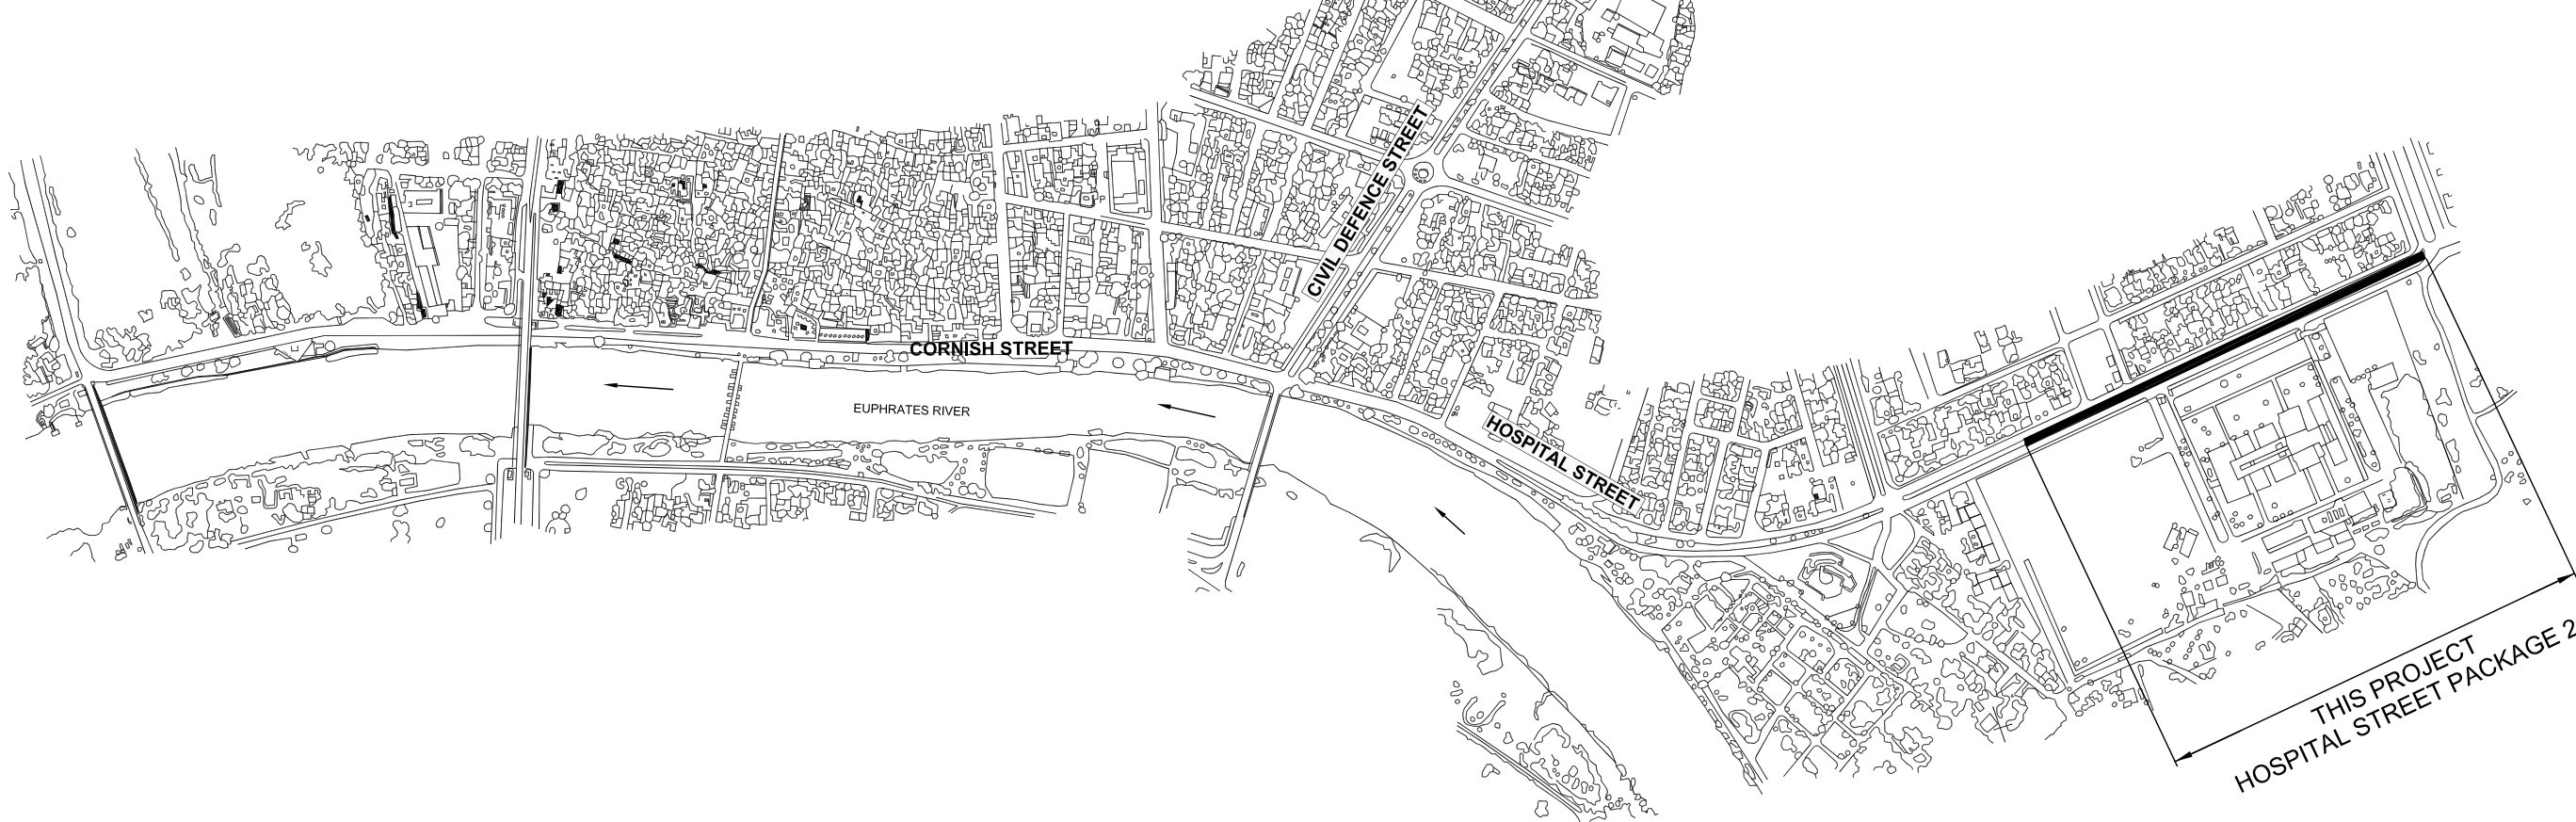 CIVIL DEFENCE STREET
CORNISH STREET
EUPHRATES RIVER
HOSPITAL STREET
THIS PROJECT
HOSPITAL STREET PACKAGE 2